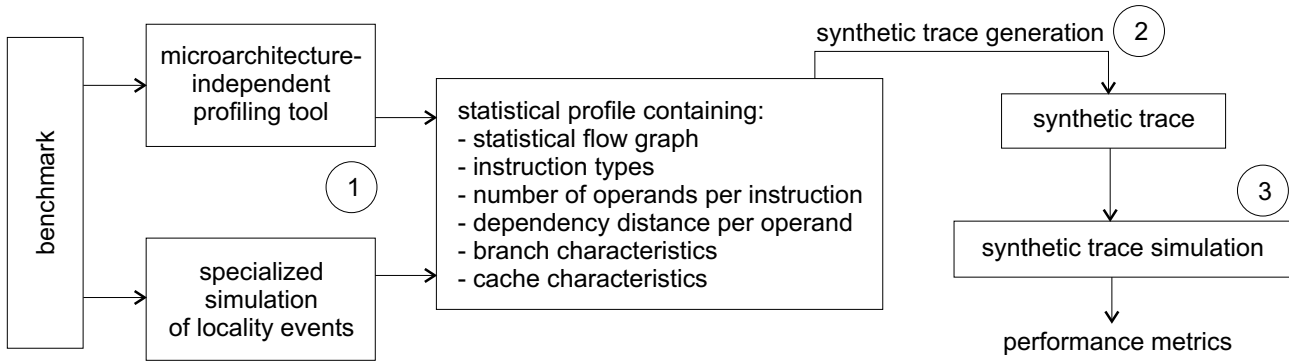 benchmark
microarchitecture-
independent
profiling tool
1
specialized
simulation
of locality events
statistical profile containing:
- statistical flow graph
- instruction types
- number of operands per instruction
- dependency distance per operand
- branch characteristics
- cache characteristics
synthetic trace generation
2
synthetic trace
3
synthetic trace simulation
performance metrics